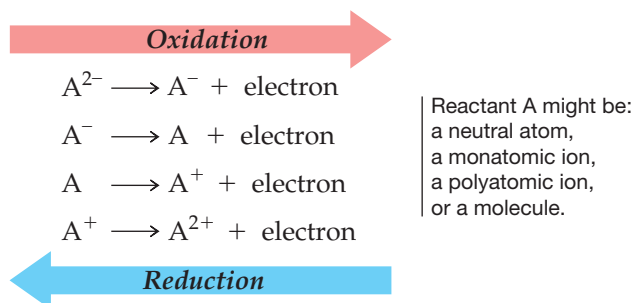 Oxidation
A²⁻ ⟶ A⁻ + electron
A⁻ ⟶ A + electron
A ⟶ A⁺ + electron
A⁺ ⟶ A²⁺ + electron
Reduction
Reactant A might be:
a neutral atom,
a monatomic ion,
a polyatomic ion,
or a molecule.